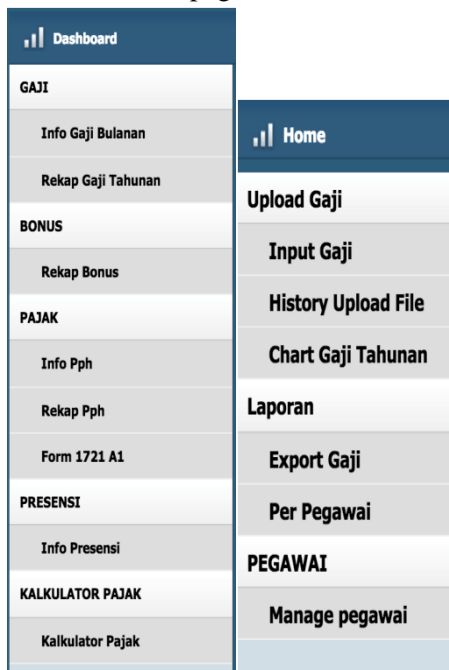 Dashboard
GAJI
Info Gaji Bulanan
Rekap Gaji Tahunan
BONUS
Rekap Bonus
PAJAK
Info Pph
Rekap Pph
Form 1721 A1
PRESENSI
Info Presensi
KALKULATOR PAJAK
Kalkulator Pajak
Home
Upload Gaji
Input Gaji
History Upload File
Chart Gaji Tahunan
Laporan
Export Gaji
Per Pegawai
PEGAWAI
Manage pegawai